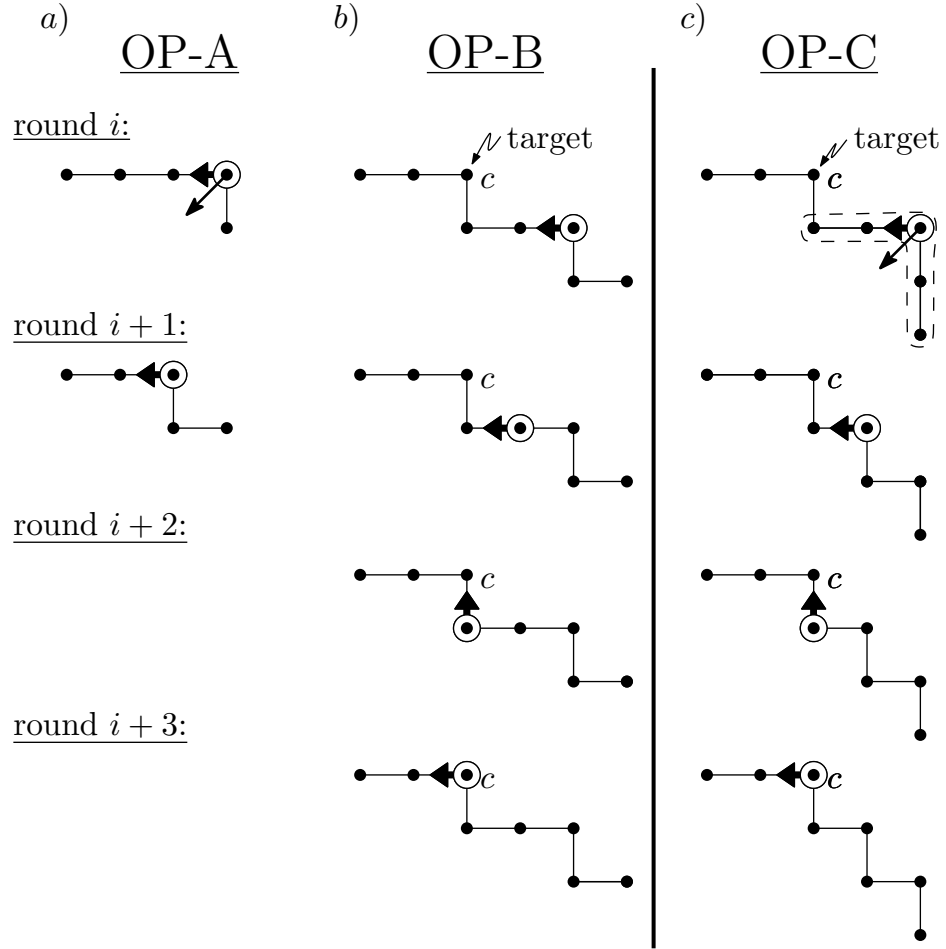 a) b) c)
OP-A OP-B OP-C
round i:
target target
c c
round i + 1:
c c
round i + 2:
c c
round i + 3:
c c